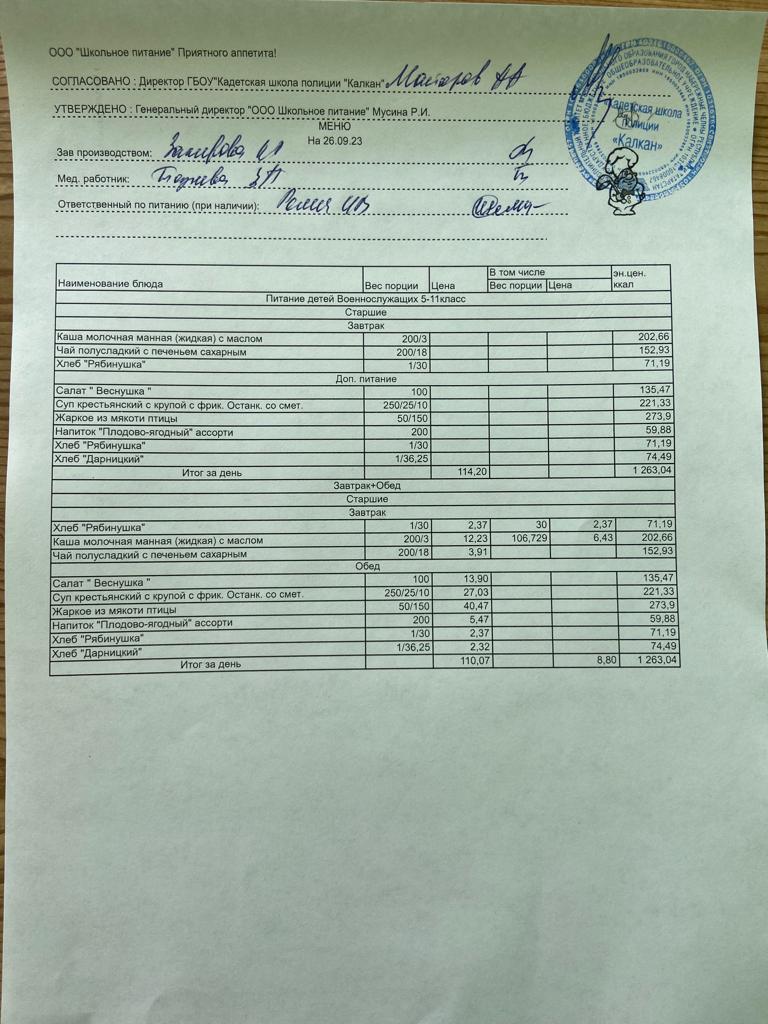 ООО "Школьное питание" Приятного аппетита!
СОГЛАСОВАНО : Директор ГБОУ"Кадетская школа полиции "Калкан"
УТВЕРЖДЕНО : Генеральный директор "ООО Школьное питание" Мусина Р.И.
МЕНЮ
На 26.09.23
Зав производством: Закирова
Мед. работник:
Ответственный по питанию (при наличии):
Кадетская школа
полиции
«Калкан»
Наименование блюда Вес порции Цена В том числе эн.цен.
Вес порции Цена ккал
Питание детей Военнослужащих 5-11класс
Старшие
Завтрак
Каша молочная манная (жидкая) с маслом 200/3 202,66
Чай полусладкий с печеньем сахарным 200/18 152,93
Хлеб "Рябинушка" 1/30 71,19
Доп. питание
Салат " Веснушка " 100 135,47
Суп крестьянский с крупой с фрик. Останк. со смет. 250/25/10 221,33
Жаркое из мякоти птицы 50/150 273,9
Напиток "Плодово-ягодный" ассорти 200 59,88
Хлеб "Рябинушка" 1/30 71,19
Хлеб "Дарницкий" 1/36,25 74,49
Итог за день 114,20 1 263,04
Завтрак+Обед
Старшие
Завтрак
Хлеб "Рябинушка" 1/30 2,37 30 2,37 71,19
Каша молочная манная (жидкая) с маслом 200/3 12,23 106,729 6,43 202,66
Чай полусладкий с печеньем сахарным 200/18 3,91 152,93
Обед
Салат " Веснушка " 100 13,90 135,47
Суп крестьянский с крупой с фрик. Останк. со смет. 250/25/10 27,03 221,33
Жаркое из мякоти птицы 50/150 40,47 273,9
Напиток "Плодово-ягодный" ассорти 200 5,47 59,88
Хлеб "Рябинушка" 1/30 2,37 71,19
Хлеб "Дарницкий" 1/36,25 2,32 74,49
Итог за день 110,07 8,80 1 263,04